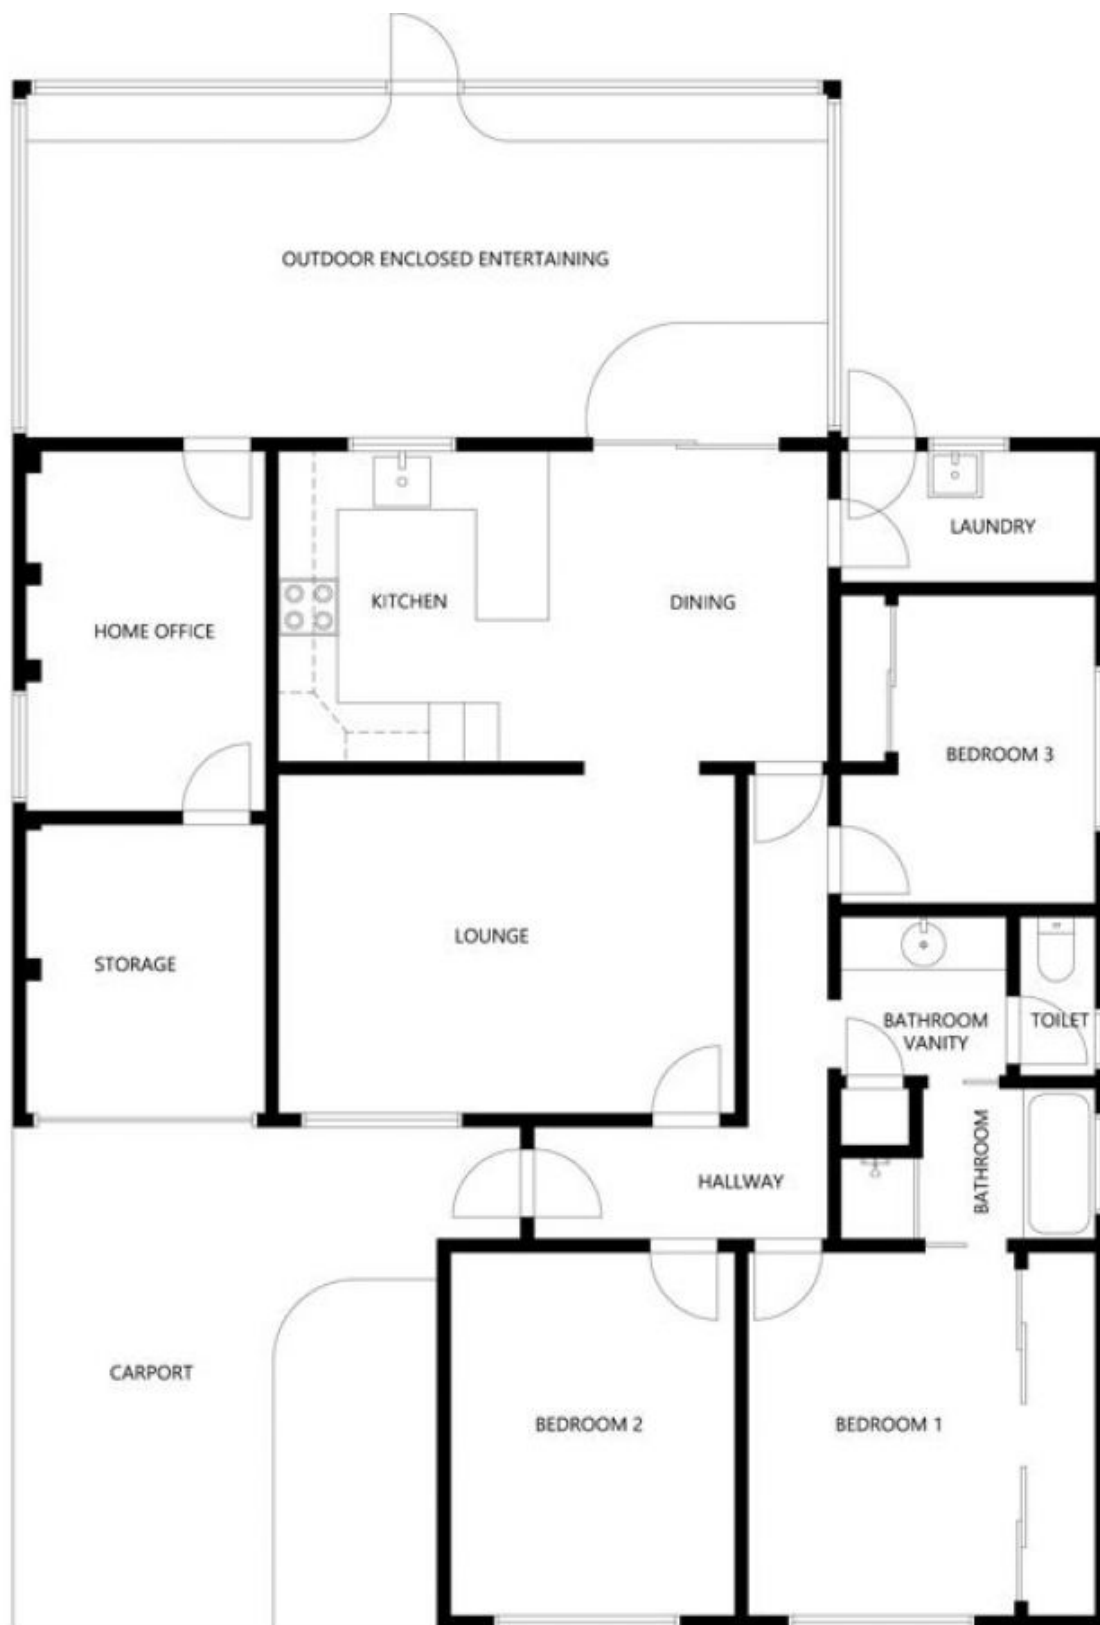 OUTDOOR ENCLOSED ENTERTAINING
LAUNDRY
KITCHEN
DINING
HOME OFFICE
BEDROOM 3
LOUNGE
STORAGE
BATHROOM
VANITY
TOILET
BATHROOM
HALLWAY
CARPORT
BEDROOM 2
BEDROOM 1